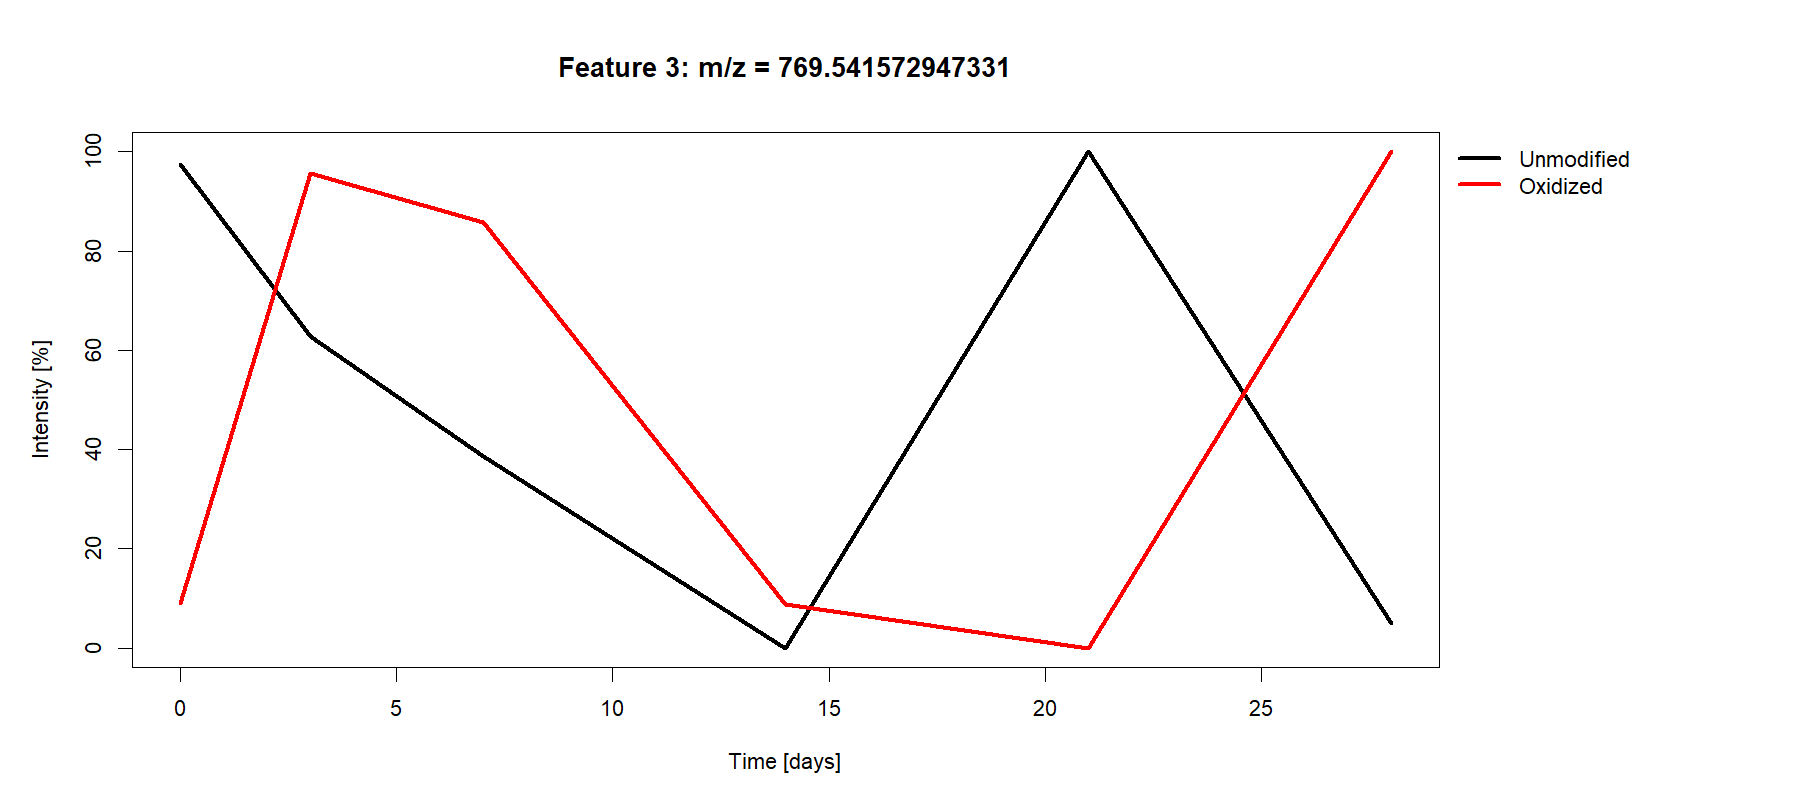 Feature 3: m/z = 769.541572947331
Unmodified
Oxidized
Intensity [%]
100
80
60
40
20
0
0 5 10 15 20 25
Time [days]